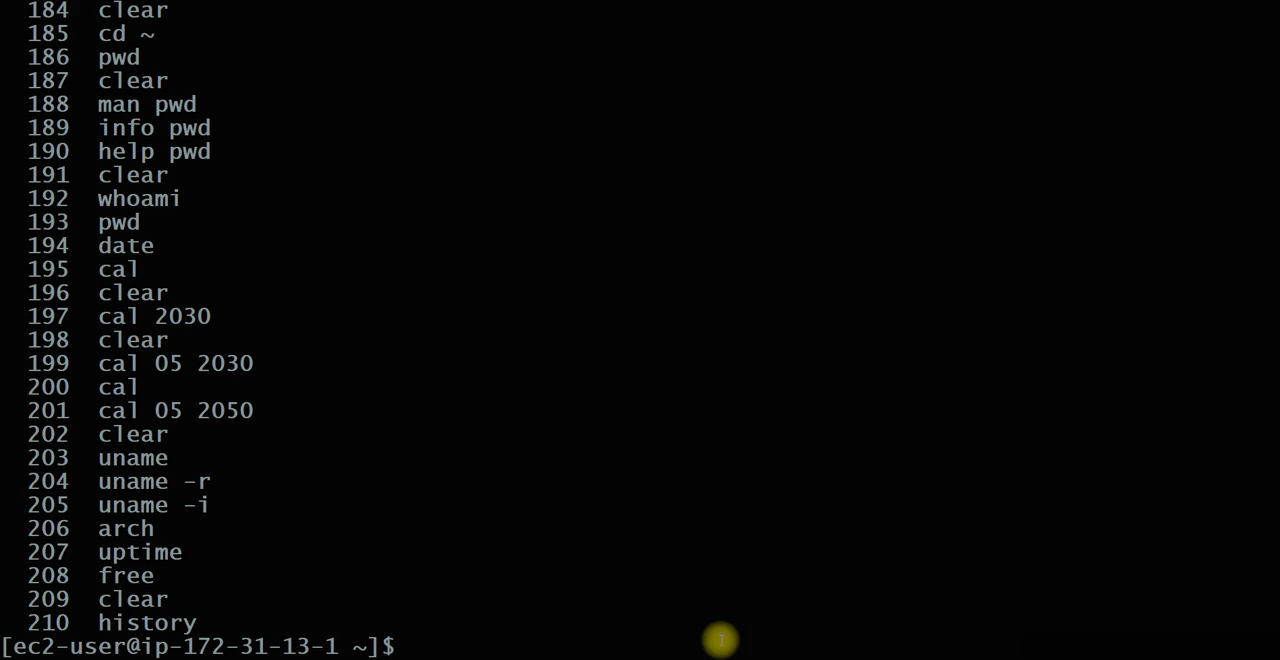 184 clear
185 cd ~
186 pwd
187 clear
188 man pwd
189 info pwd
190 help pwd
191 clear
192 whoami
193 pwd
194 date
195 cal
196 clear
197 cal 2030
198 clear
199 cal 05 2030
200 cal
201 cal 05 2050
202 clear
203 uname
204 uname -r
205 uname -i
206 arch
207 uptime
208 free
209 clear
210 history
[ec2-user@ip-172-31-13-1 ~]$